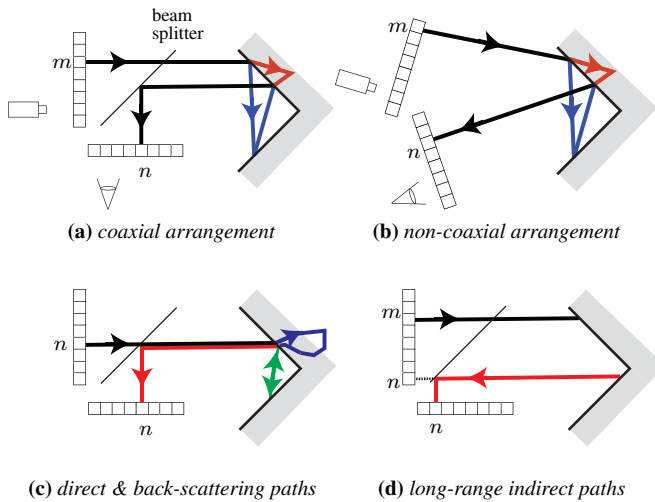 beam
splitter
m
n
(a) coaxial arrangement
m
n
(b) non-coaxial arrangement
n
n
(c) direct & back-scattering paths
m
n
n
(d) long-range indirect paths